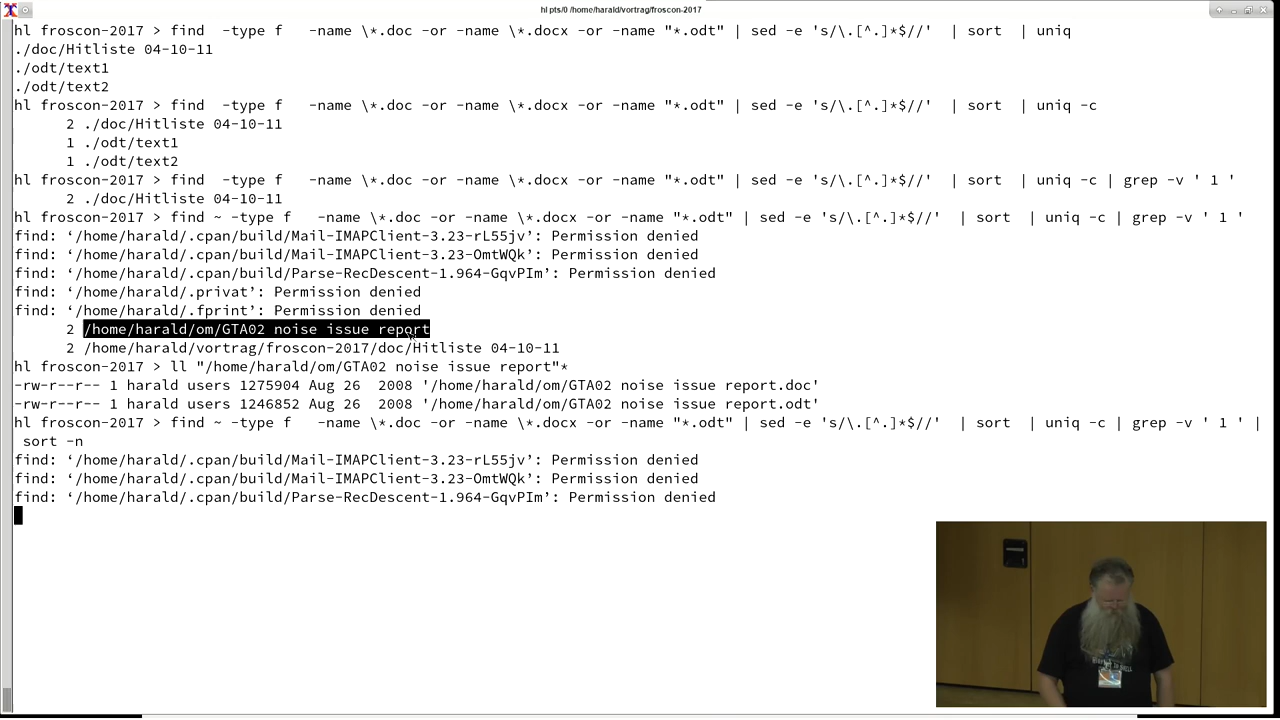 hl pts/0 /home/harald/vortrag/froscon-2017
hl froscon-2017 > find  -type f   -name \*.doc -or -name \*.docx -or -name "*.odt" | sed -e 's/\.[^.]*$//'  | sort  | uniq
./doc/Hitliste 04-10-11
./odt/text1
./odt/text2
hl froscon-2017 > find  -type f   -name \*.doc -or -name \*.docx -or -name "*.odt" | sed -e 's/\.[^.]*$//'  | sort  | uniq -c
      2 ./doc/Hitliste 04-10-11
      1 ./odt/text1
      1 ./odt/text2
hl froscon-2017 > find  -type f   -name \*.doc -or -name \*.docx -or -name "*.odt" | sed -e 's/\.[^.]*$//'  | sort  | uniq -c | grep -v ' 1 '
      2 ./doc/Hitliste 04-10-11
hl froscon-2017 > find ~ -type f   -name \*.doc -or -name \*.docx -or -name "*.odt" | sed -e 's/\.[^.]*$//'  | sort  | uniq -c | grep -v ' 1 '
find: ‘/home/harald/.cpan/build/Mail-IMAPClient-3.23-rL55jv’: Permission denied
find: ‘/home/harald/.cpan/build/Mail-IMAPClient-3.23-OmtWQk’: Permission denied
find: ‘/home/harald/.cpan/build/Parse-RecDescent-1.964-GqvPIm’: Permission denied
find: ‘/home/harald/.privat’: Permission denied
find: ‘/home/harald/.fprint’: Permission denied
      2 /home/harald/om/GTA02 noise issue report
      2 /home/harald/vortrag/froscon-2017/doc/Hitliste 04-10-11
hl froscon-2017 > ll "/home/harald/om/GTA02 noise issue report"*
-rw-r--r-- 1 harald users 1275904 Aug 26  2008 '/home/harald/om/GTA02 noise issue report.doc'
-rw-r--r-- 1 harald users 1246852 Aug 26  2008 '/home/harald/om/GTA02 noise issue report.odt'
hl froscon-2017 > find ~ -type f   -name \*.doc -or -name \*.docx -or -name "*.odt" | sed -e 's/\.[^.]*$//'  | sort  | uniq -c | grep -v ' 1 ' |
 sort -n
find: ‘/home/harald/.cpan/build/Mail-IMAPClient-3.23-rL55jv’: Permission denied
find: ‘/home/harald/.cpan/build/Mail-IMAPClient-3.23-OmtWQk’: Permission denied
find: ‘/home/harald/.cpan/build/Parse-RecDescent-1.964-GqvPIm’: Permission denied